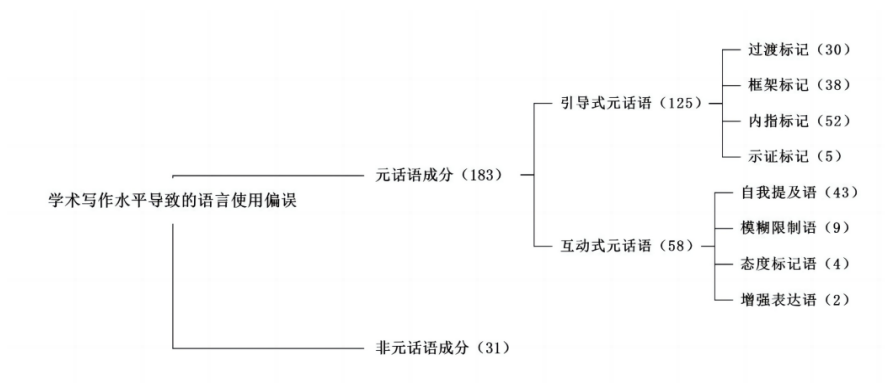 过渡标记（30）
框架标记（38）
引导式元话语（125）
内指标记（52）
示证标记（5）
元话语成分（183）
学术写作水平导致的语言使用偏误
自我提及语（43）
模糊限制语（9）
互动式元话语（58）
态度标记语（4）
增强表达语（2）
非元话语成分（31）